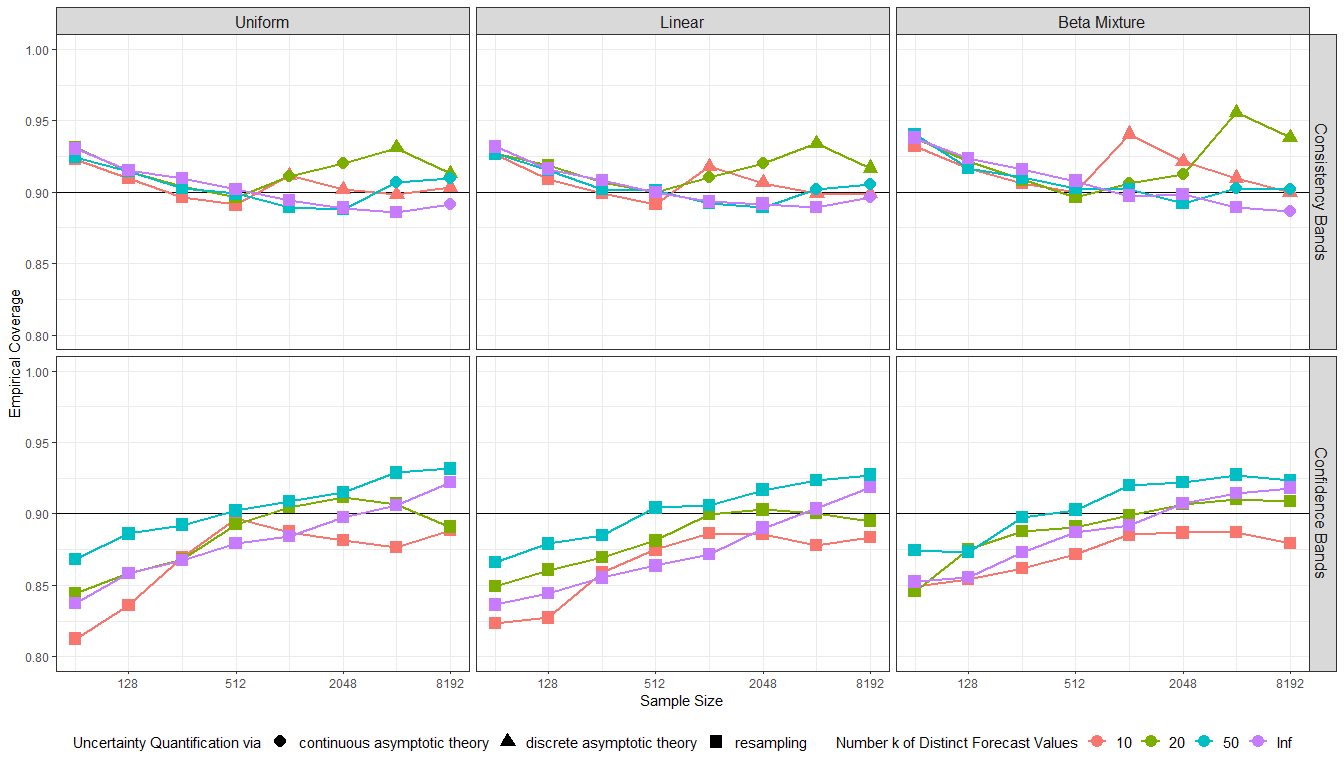 Uniform Linear Beta Mixture
1.00
0.95
0.90
0.85
0.80
Consistency Bands
Empirical Coverage
1.00
0.95
0.90
0.85
0.80
Confidence Bands
128 512 2048 8192 128 512 2048 8192 128 512 2048 8192
Sample Size
Uncertainty Quantification via continuous asymptotic theory discrete asymptotic theory resampling Number k of Distinct Forecast Values 10 20 50 Inf